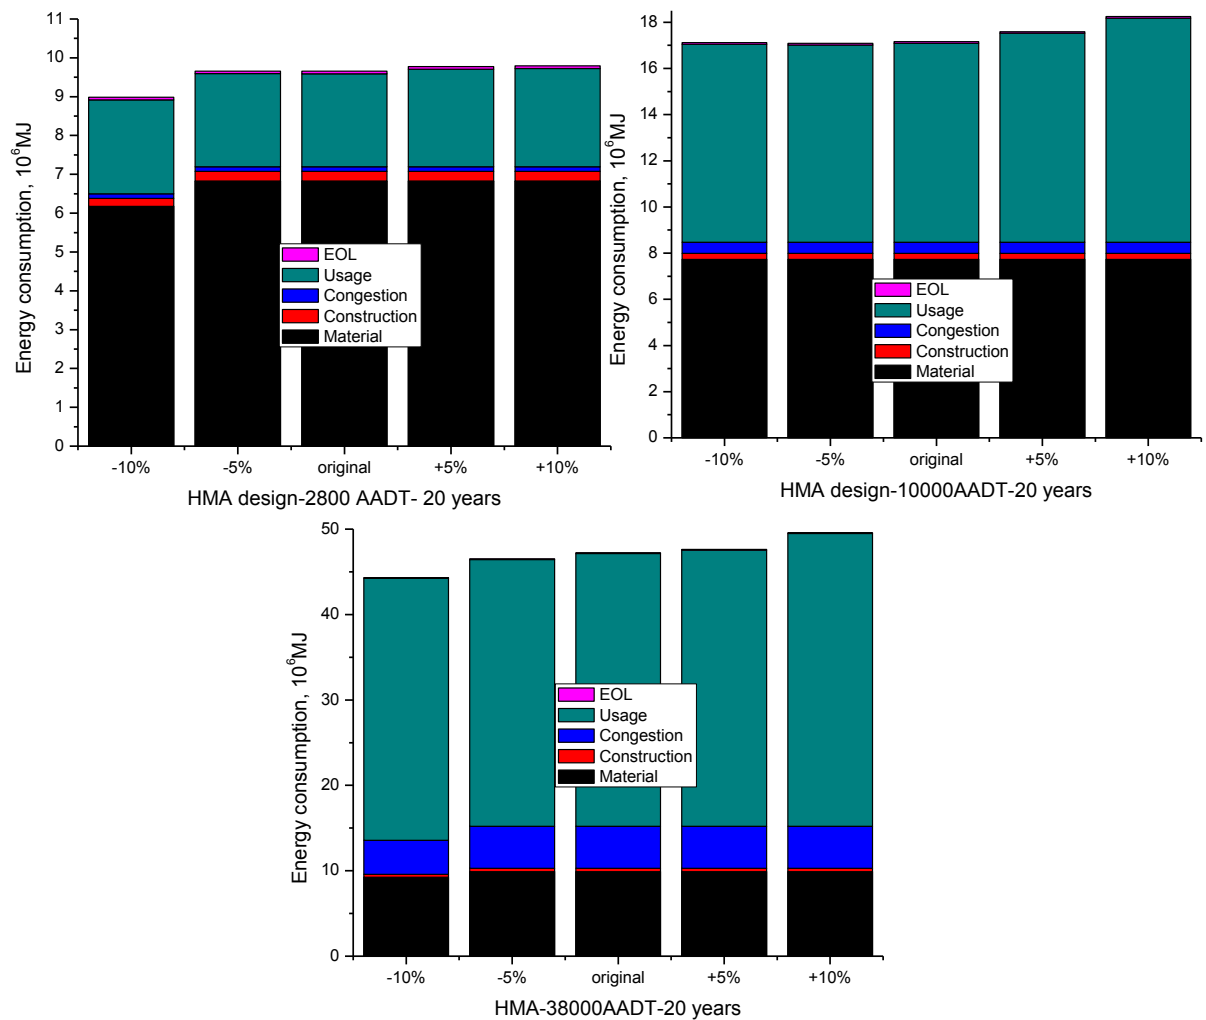 11
10
9
8
7
6
5
4
3
2
1
0
Energy consumption, 10⁶MJ
EOL
Usage
Congestion
Construction
Material
-10% -5% original +5% +10%
HMA design-2800 AADT- 20 years
18
16
14
12
10
8
6
4
2
0
Energy consumption, 10⁶MJ
EOL
Usage
Congestion
Construction
Material
-10% -5% original +5% +10%
HMA design-10000AADT-20 years
50
40
30
20
10
0
Energy consumption, 10⁶MJ
EOL
Usage
Congestion
Construction
Material
-10% -5% original +5% +10%
HMA-38000AADT-20 years